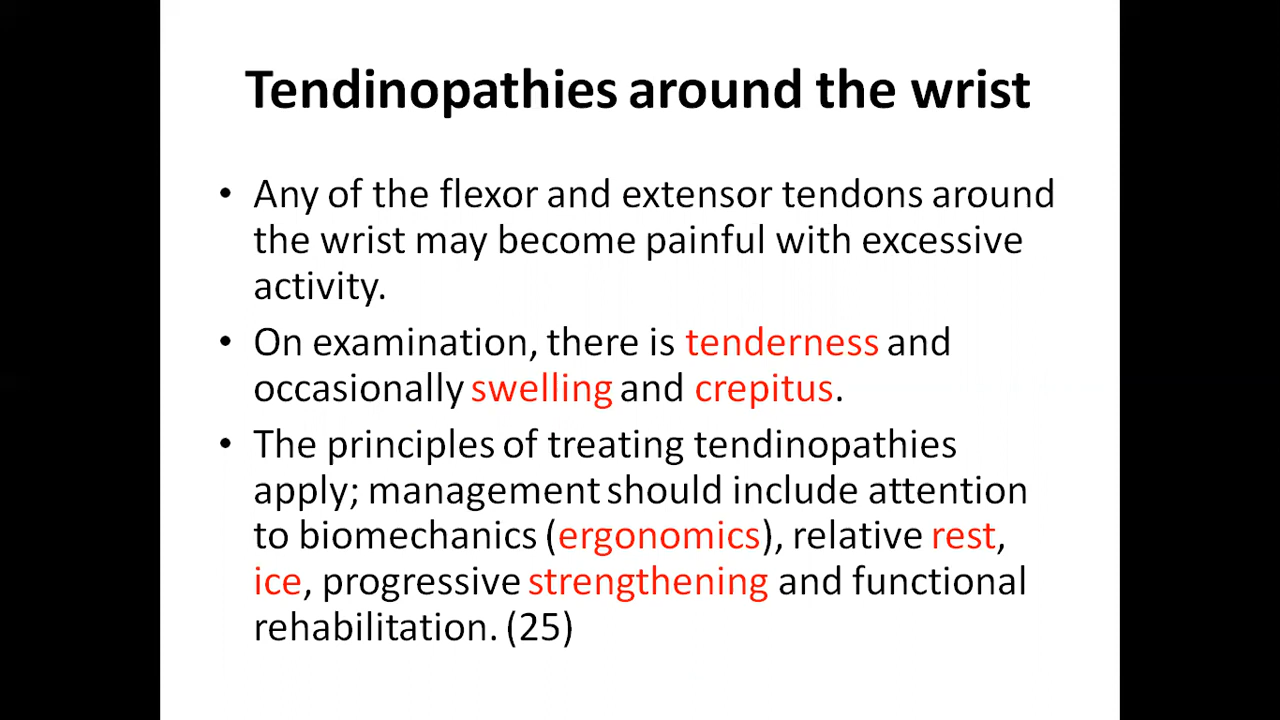 Tendinopathies around the wrist
• Any of the flexor and extensor tendons around
the wrist may become painful with excessive
activity.
• On examination, there is tenderness and
occasionally swelling and crepitus.
• The principles of treating tendinopathies
apply; management should include attention
to biomechanics (ergonomics), relative rest,
ice, progressive strengthening and functional
rehabilitation. (25)